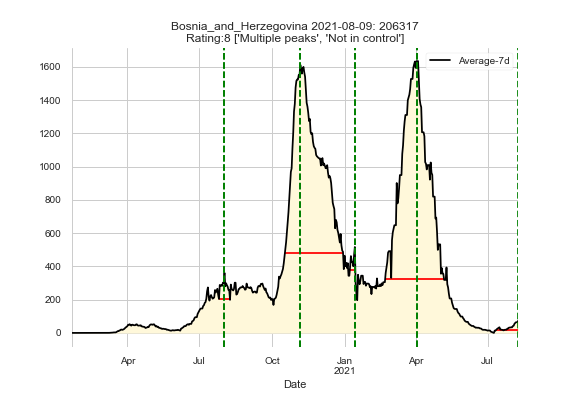 Bosnia_and_Herzegovina 2021-08-09: 206317
Rating:8 ['Multiple peaks', 'Not in control']
Average-7d
1600
1400
1200
1000
800
600
400
200
0
Apr Jul Oct Jan Apr Jul
2021
Date